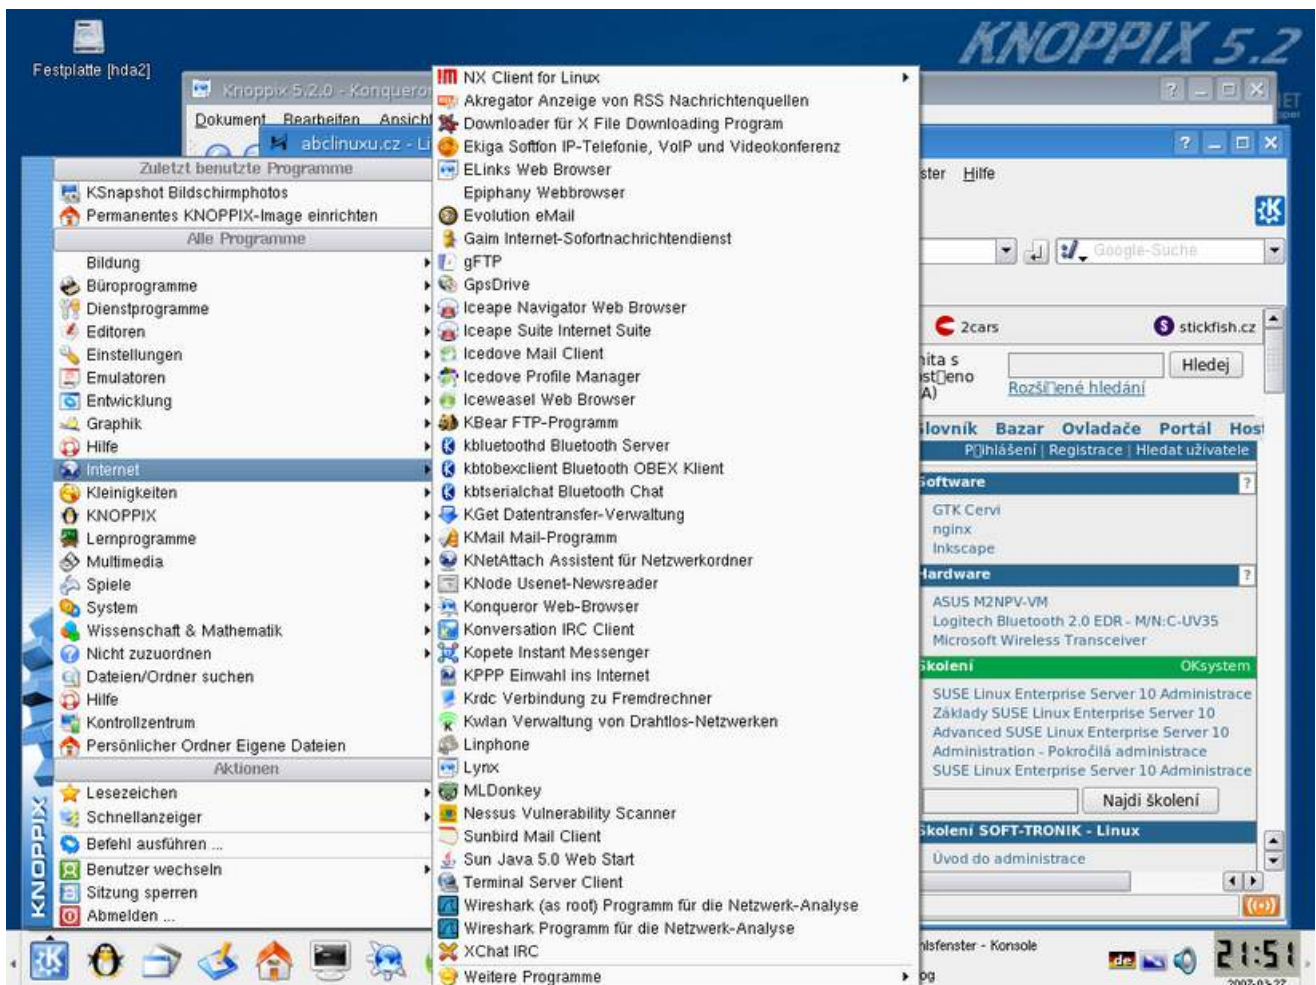 KNOPPIX 5.2
Festplatte [hda2]
Knoppix 5.2.0 - Konqueror
Dokument Bearbeiten Ansicht
abclinuxu.cz - Li
Zuletzt benutzte Programme
KSnapshot Bildschirmphotos
Permanentes KNOPPIX-Image einrichten
Alle Programme
Bildung
Büroprogramme
Dienstprogramme
Editoren
Einstellungen
Emulatoren
Entwicklung
Graphik
Hilfe
Internet
Kleinigkeiten
KNOPPIX
Lernprogramme
Multimedia
Spiele
System
Wissenschaft & Mathematik
Nicht zuzuordnen
Dateien/Ordner suchen
Hilfe
Kontrollzentrum
Persönlicher Ordner Eigene Dateien
Aktionen
Lesezeichen
Schnellanzeiger
Befehl ausführen ...
Benutzer wechseln
Sitzung sperren
Abmelden ...
KNOPPIX
NX Client for Linux
Akregator Anzeige von RSS Nachrichtenquellen
Downloader für X File Downloading Program
Ekiga Softfon IP-Telefonie, VoIP und Videokonferenz
ELinks Web Browser
Epiphany Webbrowser
Evolution eMail
Gaim Internet-Sofortnachrichtendienst
gFTP
GpsDrive
Iceape Navigator Web Browser
Iceape Suite Internet Suite
Icedove Mail Client
Icedove Profile Manager
Iceweasel Web Browser
KBear FTP-Programm
kbluetoothd Bluetooth Server
kbtobexclient Bluetooth OBEX Klient
kbtserialchat Bluetooth Chat
KGet Datentransfer-Verwaltung
KMail Mail-Programm
KNetAttach Assistent für Netzwerkordner
KNode Usenet-Newsreader
Konqueror Web-Browser
Konversation IRC Client
Kopete Instant Messenger
KPPP Einwahl ins Internet
Krdc Verbindung zu Fremdrechner
Kwlan Verwaltung von Drahtlos-Netzwerken
Linphone
Lynx
MLDonkey
Nessus Vulnerability Scanner
Sunbird Mail Client
Sun Java 5.0 Web Start
Terminal Server Client
Wireshark (as root) Programm für die Netzwerk-Analyse
Wireshark Programm für die Netzwerk-Analyse
XChat IRC
Weitere Programme
NET
ster Hilfe
Google-Suche
2cars
stickfish.cz
Hledej
Rozší▯ené hledání
lovník Bazar Ovladače Portál Host
P▯ihlášení | Registrace | Hledat uživatele
Software
?
GTK Cervi
nginx
Inkscape
Hardware
?
ASUS M2NPV-VM
Logitech Bluetooth 2.0 EDR - M/N:C-UV35
Microsoft Wireless Transceiver
Školení
OKsystem
SUSE Linux Enterprise Server 10 Administrace
Základy SUSE Linux Enterprise Server 10
Advanced SUSE Linux Enterprise Server 10
Administration - Pokročilá administrace
SUSE Linux Enterprise Server 10 Administrace
Najdi školení
Školení SOFT-TRONIK - Linux
Úvod do administrace
hlsfenster - Konsole
og
de
21:51